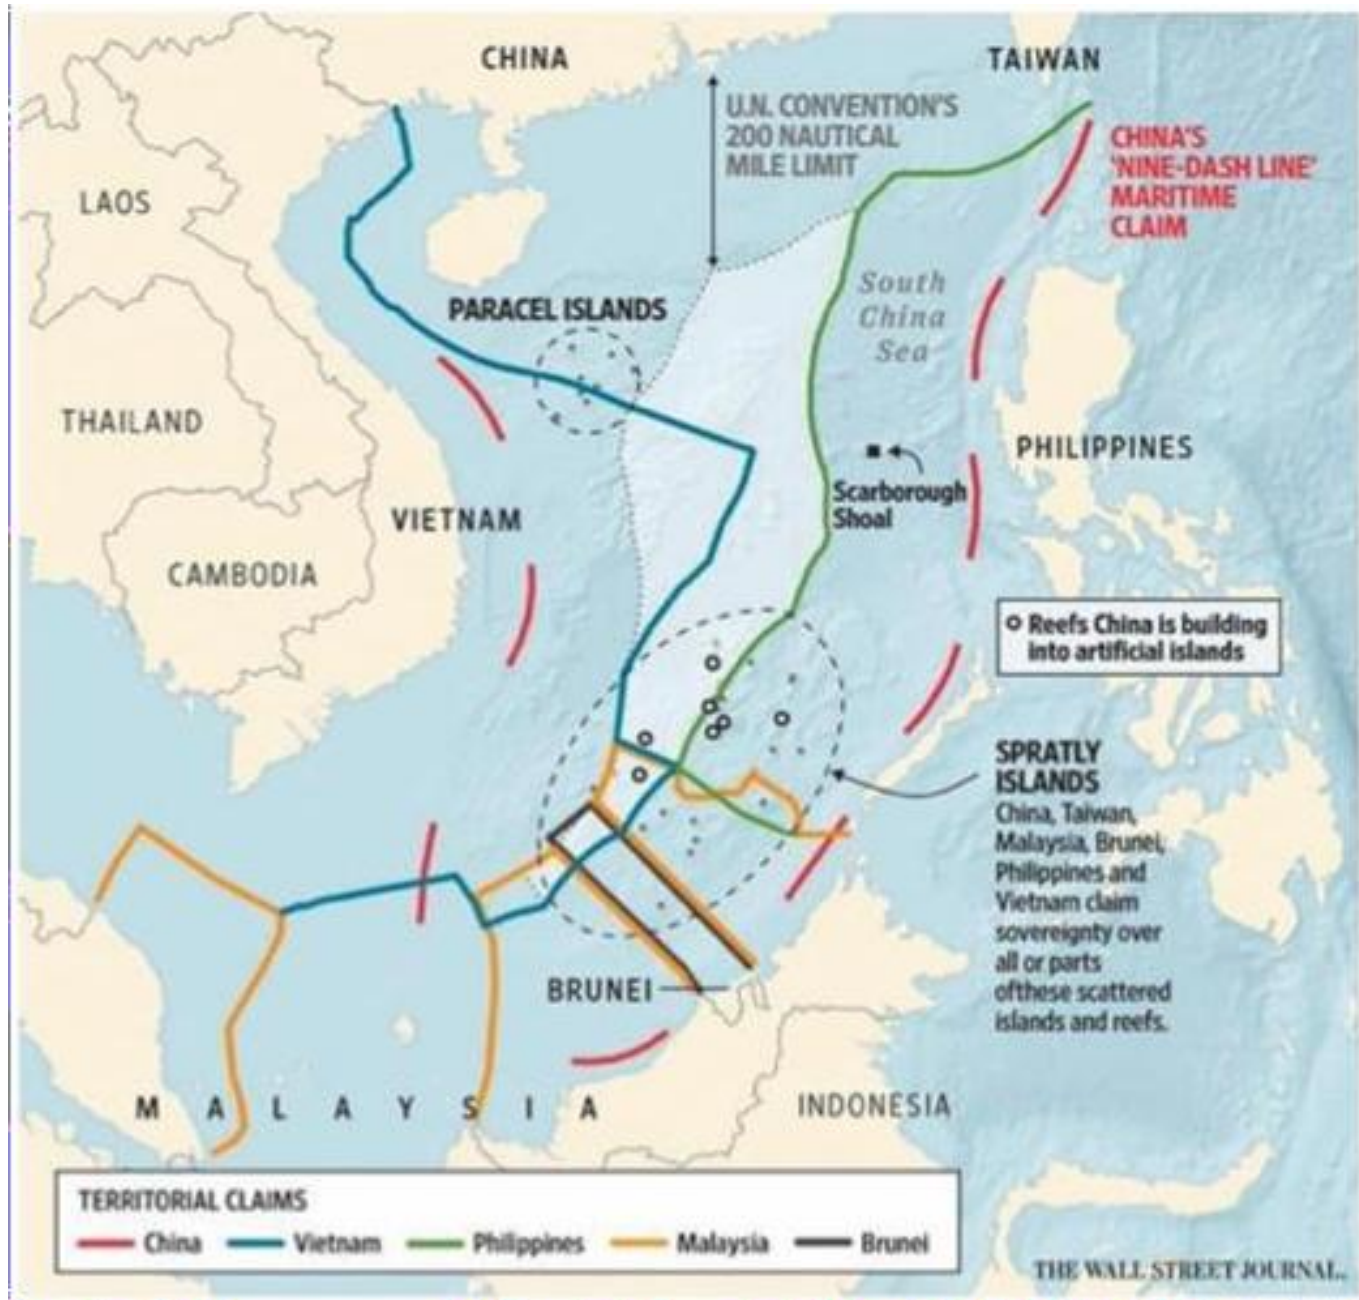 CHINA
TAIWAN
U.N. CONVENTION'S
200 NAUTICAL
MILE LIMIT
CHINA'S
'NINE-DASH LINE'
MARITIME
CLAIM
LAOS
South
China
Sea
PARACEL ISLANDS
THAILAND
PHILIPPINES
Scarborough
Shoal
VIETNAM
CAMBODIA
Reefs China is building
into artificial islands
SPRATLY
ISLANDS
China, Taiwan,
Malaysia, Brunei,
Philippines and
Vietnam claim
sovereignty over
all or parts
ofthese scattered
islands and reefs.
BRUNEI
MALAYSIA
INDONESIA
TERRITORIAL CLAIMS
China
Vietnam
Philippines
Malaysia
Brunei
THE WALL STREET JOURNAL.